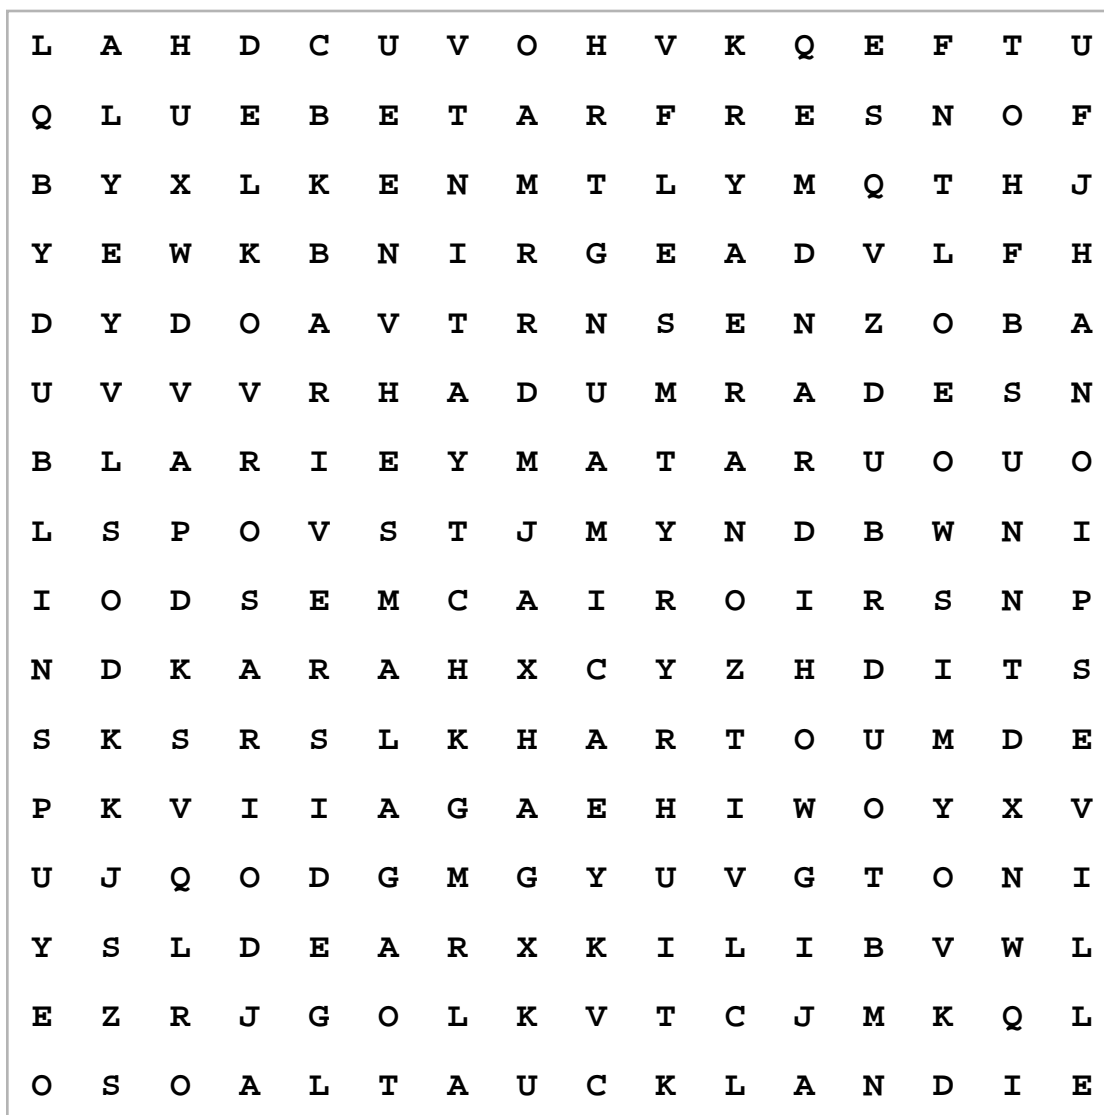 L A H D C U V O H V K Q E F T U
Q L U E B E T A R F R E S N O F
B Y X L K E N M T L Y M Q T H J
Y E W K B N I R G E A D V L F H
D Y D O A V T R N S E N Z O B A
U V V V R H A D U M R A D E S N
B L A R I E Y M A T A R U O U O
L S P O V S T J M Y N D B W N I
I O D S E M C A I R O I R S N P
N D K A R A H X C Y Z H D I T S
S K S R S L K H A R T O U M D E
P K V I I A G A E H I W O Y X V
U J Q O D G M G Y U V G T O N I
Y S L D E A R X K I L I B V W L
E Z R J G O L K V T C J M K Q L
O S O A L T A U C K L A N D I E